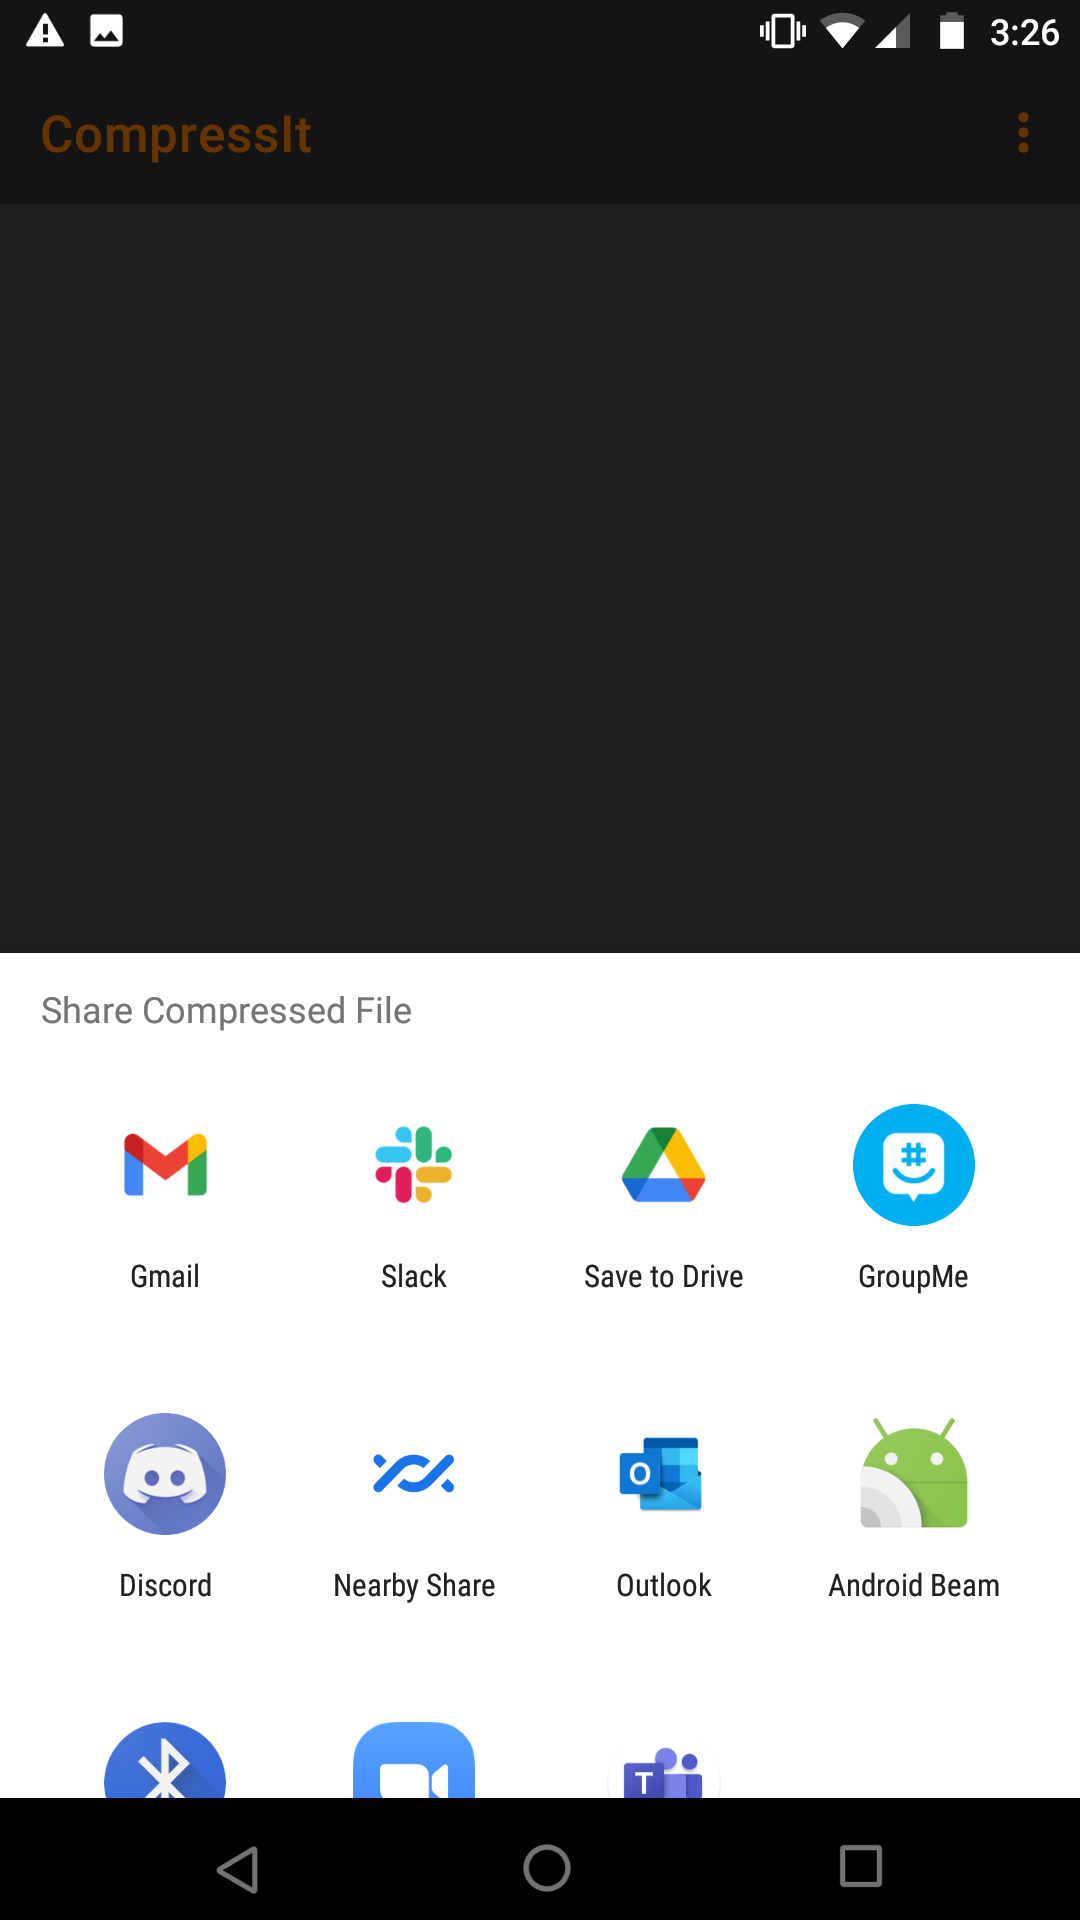 3:26
CompressIt
Share Compressed File
Gmail
Slack
Save to Drive
GroupMe
Discord
Nearby Share
Outlook
Android Beam